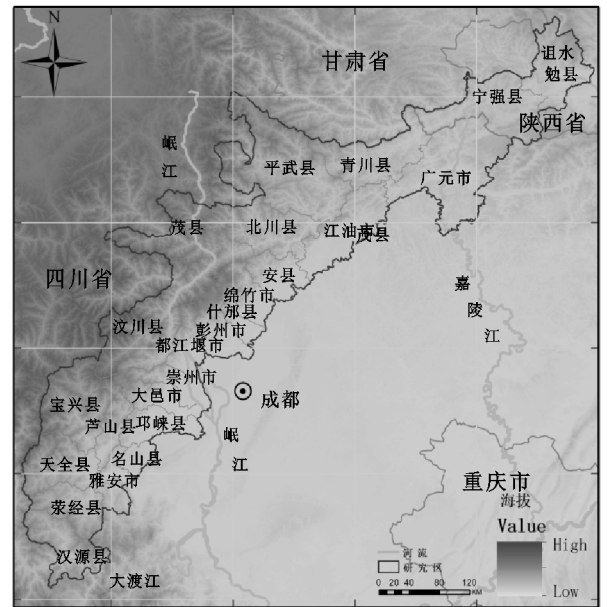 N
甘肃省
诅水
勉县
宁强县
陕西省
岷
江
平武县
青川县
广元市
茂县
北川县
江油市
茂县
四川省
安县
绵竹市
什邡县
彭州市
汶川县
都江堰市
嘉
陵
江
崇州市
大邑市
宝兴县
成都
芦山县
邛崃县
岷
江
名山县
天全县
雅安市
重庆市
海拔
荥经县
Value
High
Low
汉源县
大渡江
河流
研究区
0 20 40 80 120
KM